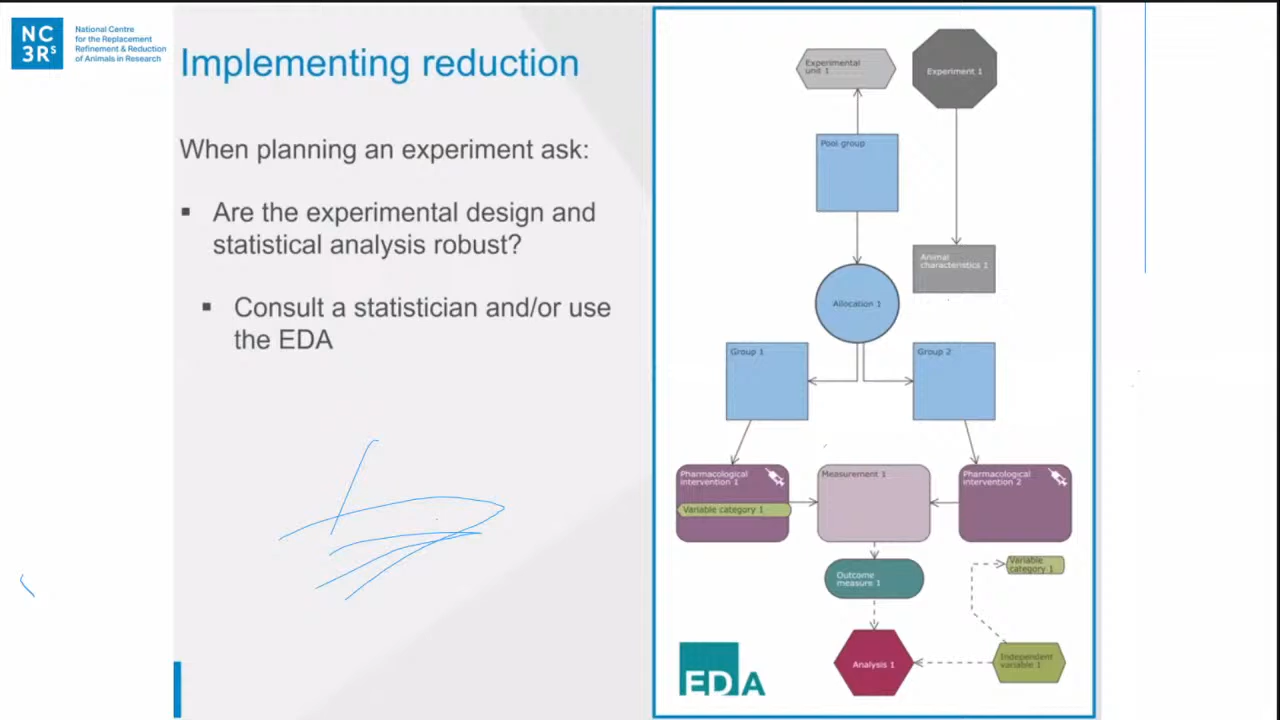 NC
3Rs
National Centre
for the Replacement
Refinement & Reduction
of Animals in Research
Implementing reduction
When planning an experiment ask:
▪ Are the experimental design and
statistical analysis robust?
▪ Consult a statistician and/or use
the EDA
Experimental
unit 1
Experiment 1
Pool group
Animal
characteristics 1
Allocation 1
Group 1
Group 2
Pharmacological
intervention 1
Variable category 1
Measurement 1
Pharmacological
intervention 2
Outcome
measure 1
Variable
category 1
Analysis 1
Independent
variable 1
EDA